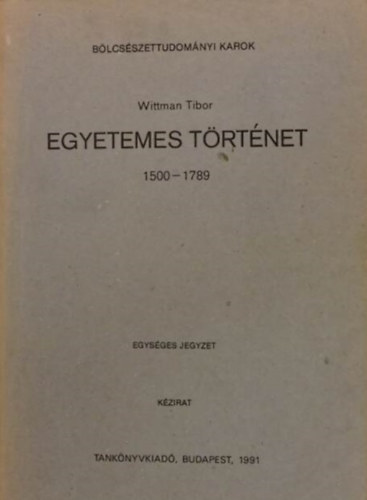 BÖLCSÉSZETTUDOMÁNYI KAROK
Wittman Tibor
EGYETEMES TÖRTÉNET
1500–1789
EGYSÉGES JEGYZET
KÉZIRAT
TANKÖNYVKIADÓ, BUDAPEST, 1991